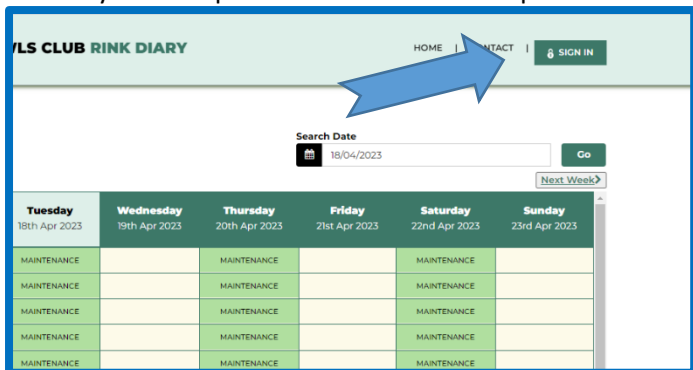 CLUB RINK DIARY
HOME | | SIGN IN
Search Date
18/04/2023 Go
Next Week
Tuesday Wednesday Thursday Friday Saturday Sunday
18th Apr 2023 19th Apr 2023 20th Apr 2023 21st Apr 2023 22nd Apr 2023 23rd Apr 2023
MAINTENANCE MAINTENANCE MAINTENANCE
MAINTENANCE MAINTENANCE MAINTENANCE
MAINTENANCE MAINTENANCE MAINTENANCE
MAINTENANCE MAINTENANCE MAINTENANCE
MAINTENANCE MAINTENANCE MAINTENANCE